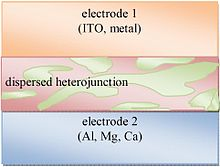 electrode 1
(ITO, metal)
dispersed heterojunction
electrode 2
(Al, Mg, Ca)